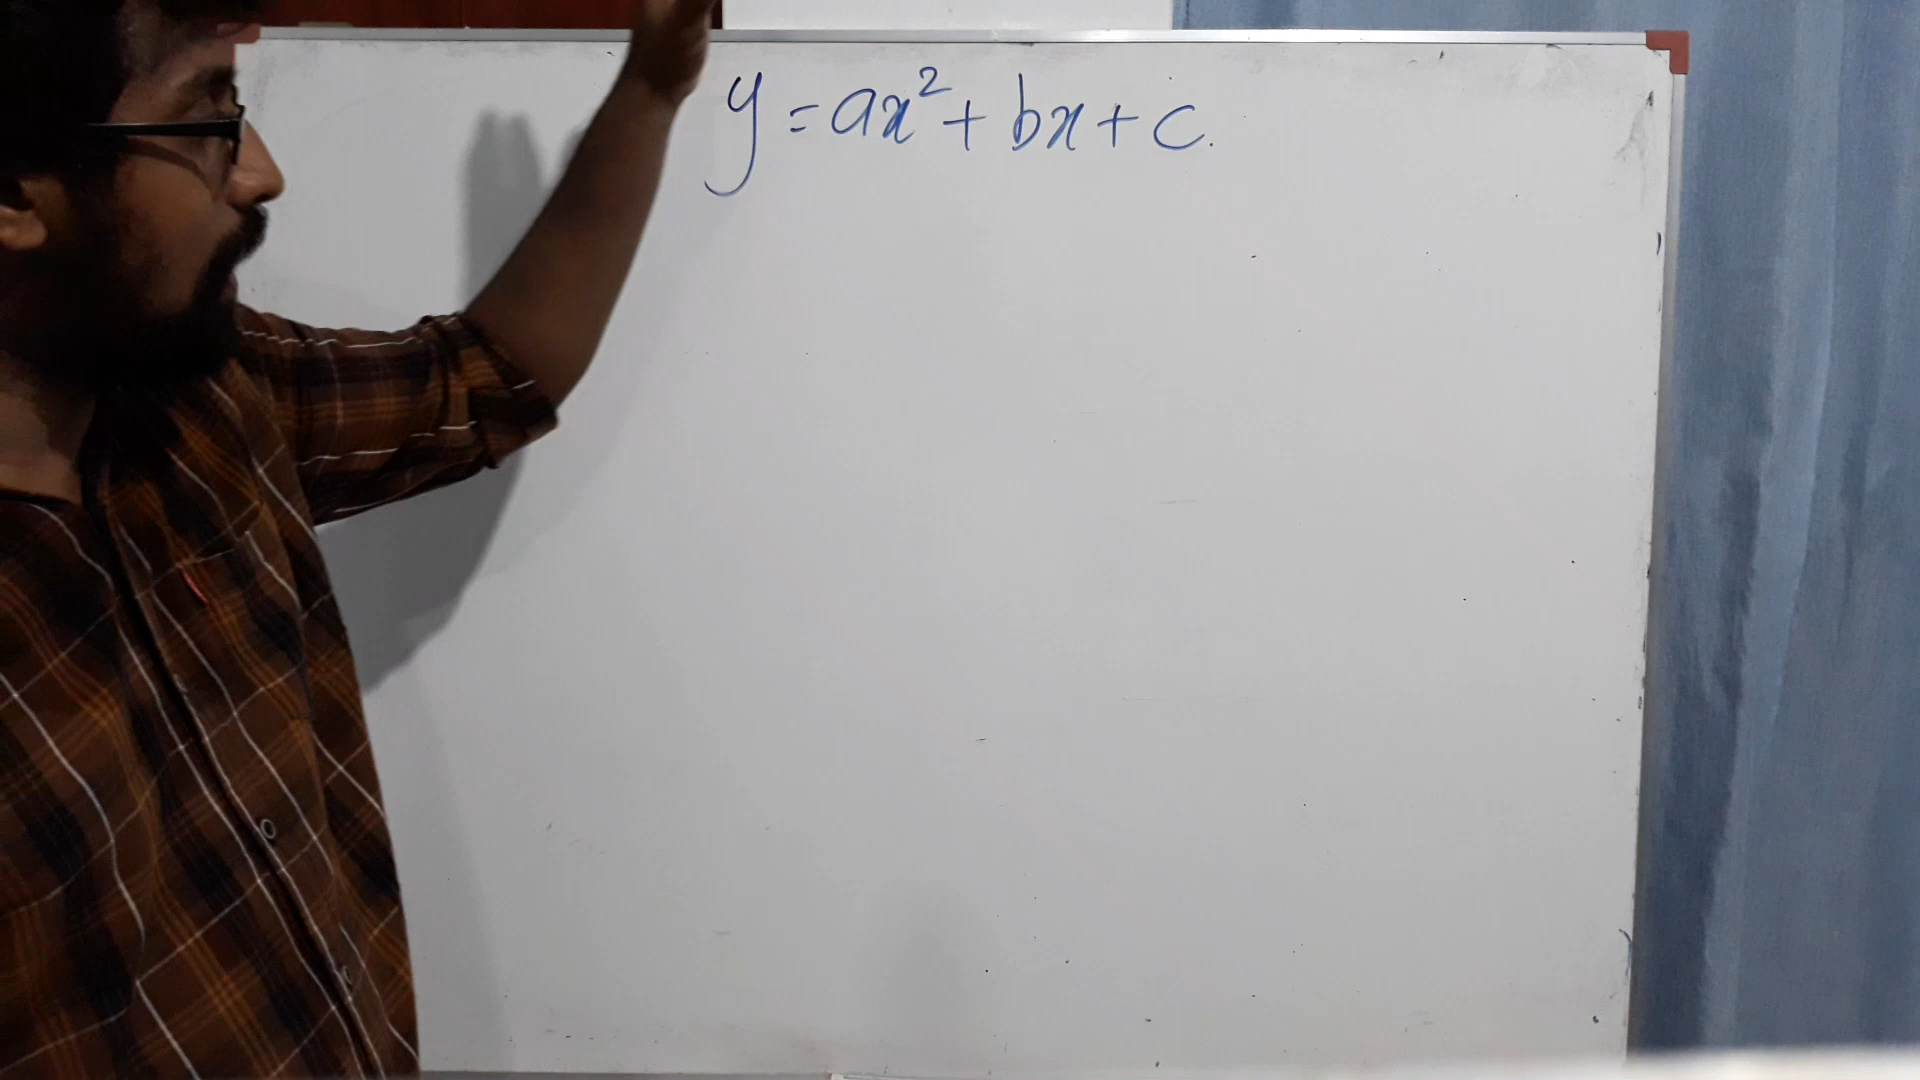 y = ax² + bx + c.